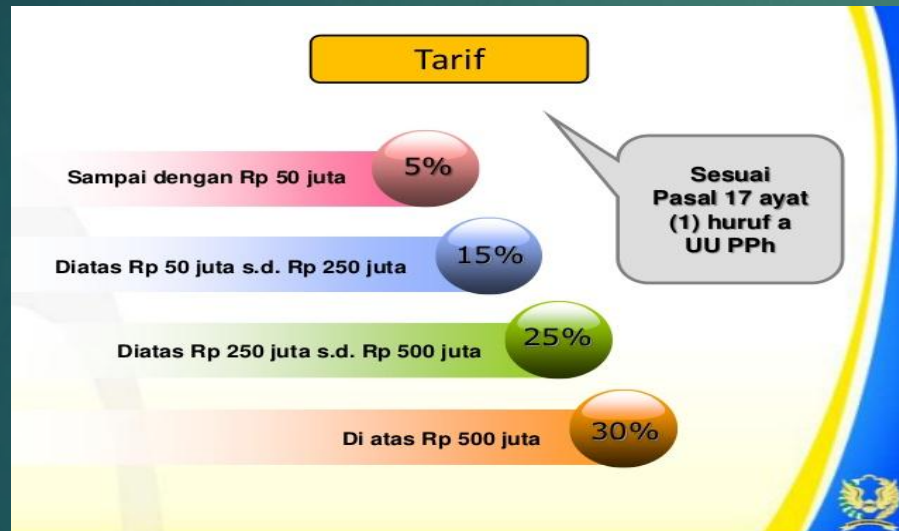 Tarif
Sampai dengan Rp 50 juta
5%
Diatas Rp 50 juta s.d. Rp 250 juta
15%
Diatas Rp 250 juta s.d. Rp 500 juta
25%
Di atas Rp 500 juta
30%
Sesuai
Pasal 17 ayat
(1) huruf a
UU PPh